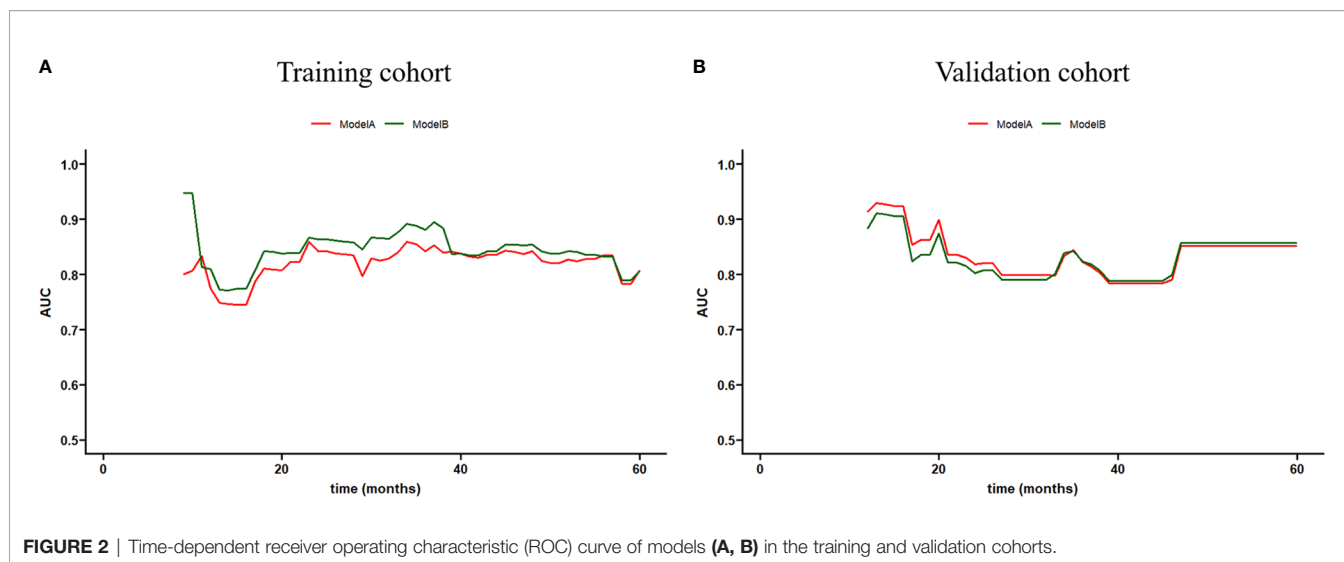 A
Training cohort
ModelA ModelB
1.0
0.9
0.8
0.7
0.6
0.5
AUC
0 20 40 60
time (months)
B
Validation cohort
ModelA ModelB
1.0
0.9
0.8
0.7
0.6
0.5
AUC
0 20 40 60
time (months)
FIGURE 2 | Time-dependent receiver operating characteristic (ROC) curve of models (A, B) in the training and validation cohorts.